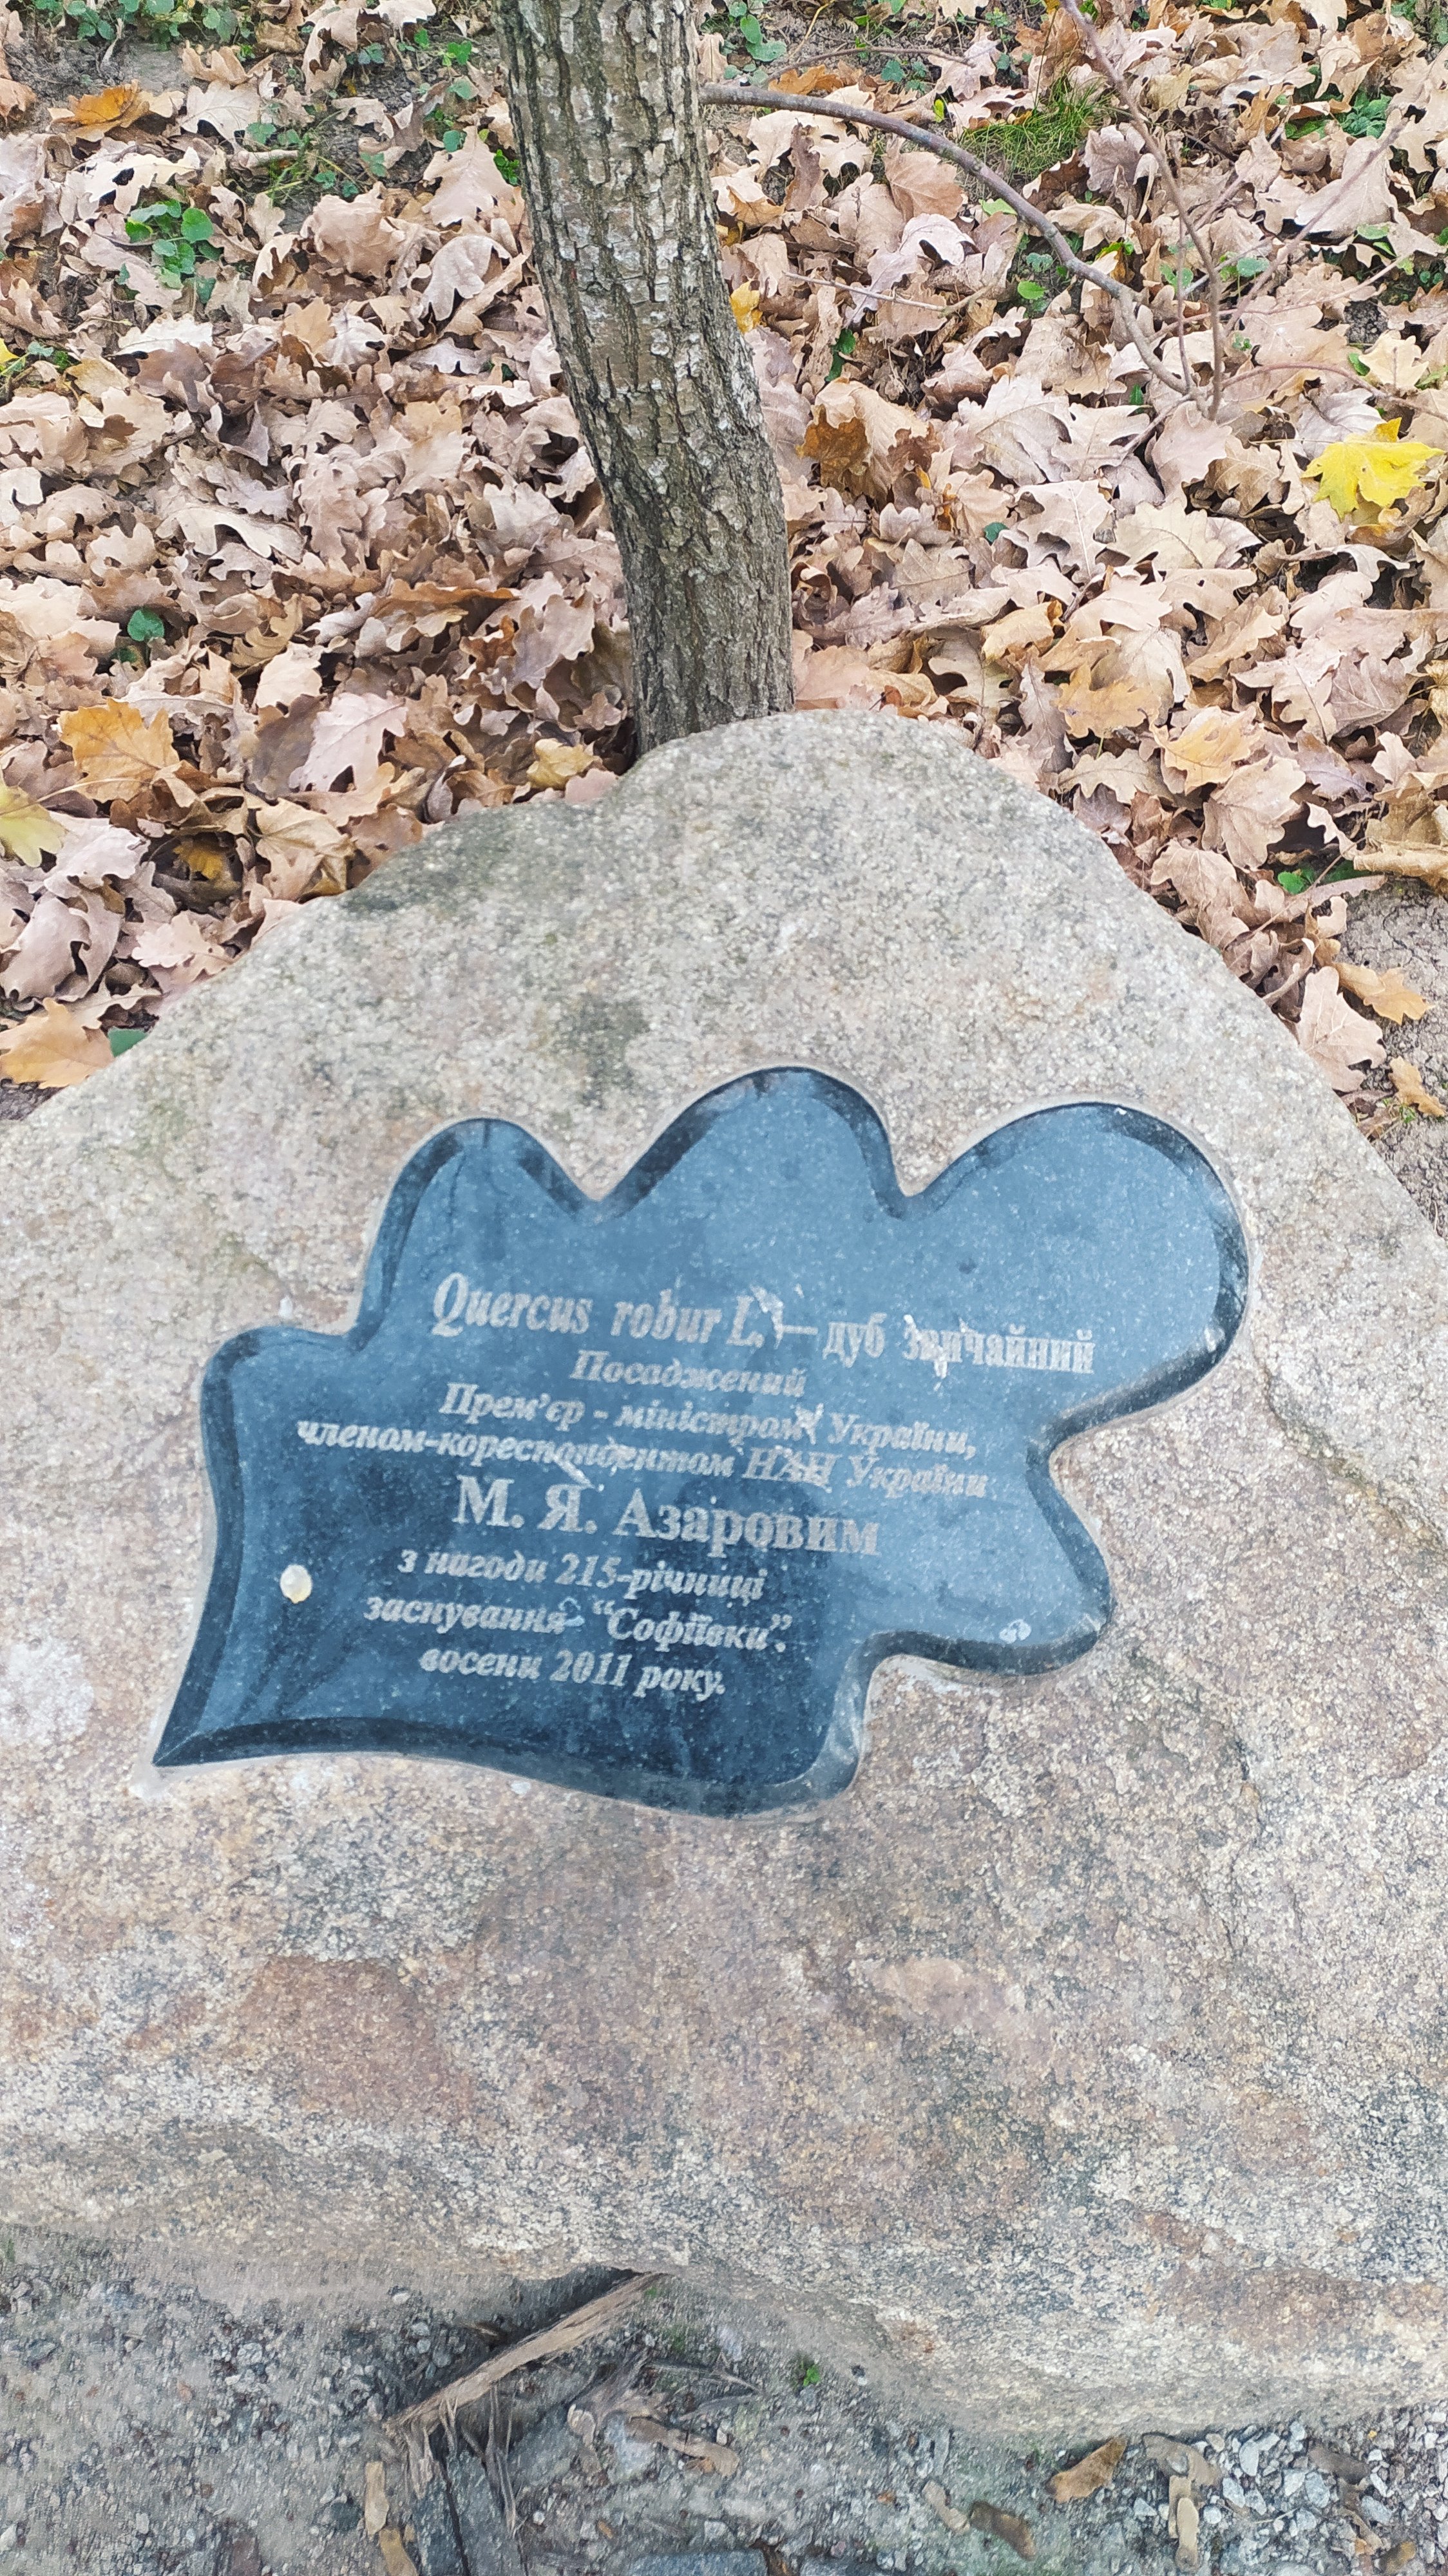 Quercus robur L. — дуб звичайний
Посаджений
Прем’єр - міністром України,
членом-кореспондентом НАН України
М. Я. Азаровим
з нагоди 215-річниці
заснування “Софіївки”.
восени 2011 року.